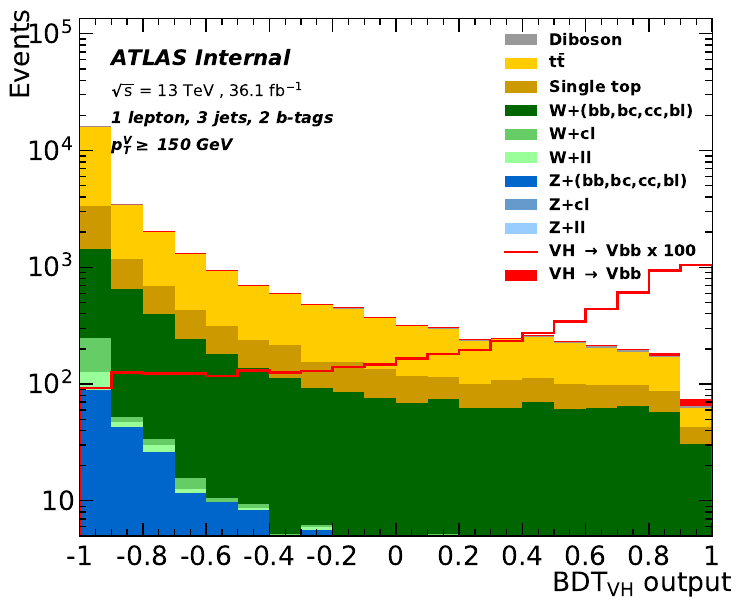 Events
10⁵
10⁴
10³
10²
10
ATLAS Internal
√s = 13 TeV , 36.1 fb⁻¹
1 lepton, 3 jets, 2 b-tags
p_T^V ≥ 150 GeV
Diboson
tt̄
Single top
W+(bb,bc,cc,bl)
W+cl
W+ll
Z+(bb,bc,cc,bl)
Z+cl
Z+ll
VH → Vbb x 100
VH → Vbb
-1 -0.8 -0.6 -0.4 -0.2 0 0.2 0.4 0.6 0.8 1
BDT_VH output